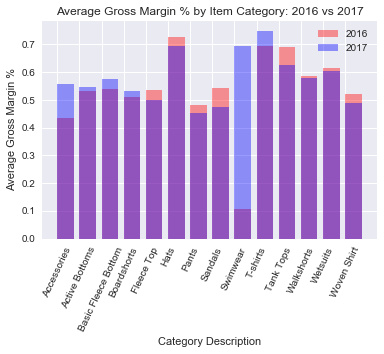 Average Gross Margin % by Item Category: 2016 vs 2017
2016
2017
0.7
0.6
0.5
0.4
0.3
0.2
0.1
0.0
Average Gross Margin %
Accessories
Active Bottoms
Basic Fleece Bottom
Boardshorts
Fleece Top
Hats
Pants
Sandals
Swimwear
T-shirts
Tank Tops
Walkshorts
Wetsuits
Woven Shirt
Category Description